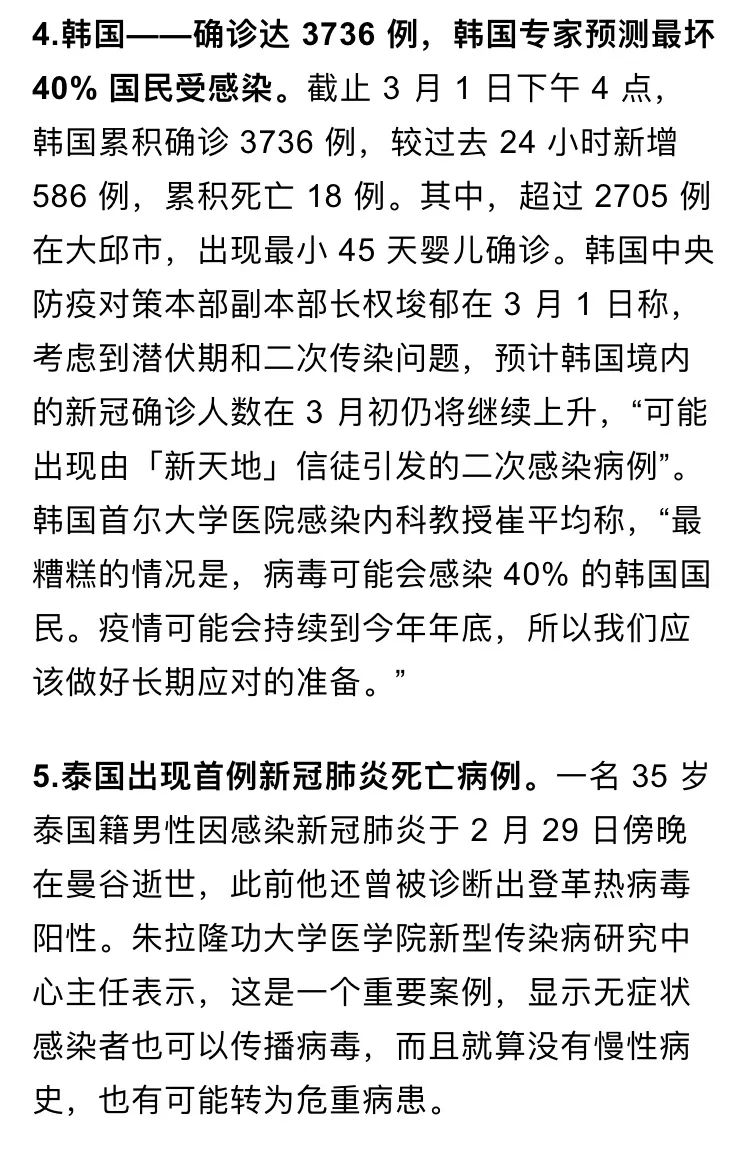 4.韩国——确诊达 3736 例，韩国专家预测最坏
40% 国民受感染。截止 3 月 1 日下午 4 点，
韩国累积确诊 3736 例，较过去 24 小时新增
586 例，累积死亡 18 例。其中，超过 2705 例
在大邱市，出现最小 45 天婴儿确诊。韩国中央
防疫对策本部副本部长权埈郁在 3 月 1 日称，
考虑到潜伏期和二次传染问题，预计韩国境内
的新冠确诊人数在 3 月初仍将继续上升，“可能
出现由「新天地」信徒引发的二次感染病例”。
韩国首尔大学医院感染内科教授崔平均称，“最
糟糕的情况是，病毒可能会感染 40% 的韩国国
民。疫情可能会持续到今年年底，所以我们应
该做好长期应对的准备。”
5.泰国出现首例新冠肺炎死亡病例。一名 35 岁
泰国籍男性因感染新冠肺炎于 2 月 29 日傍晚
在曼谷逝世，此前他还曾被诊断出登革热病毒
阳性。朱拉隆功大学医学院新型传染病研究中
心主任表示，这是一个重要案例，显示无症状
感染者也可以传播病毒，而且就算没有慢性病
史，也有可能转为危重病患。